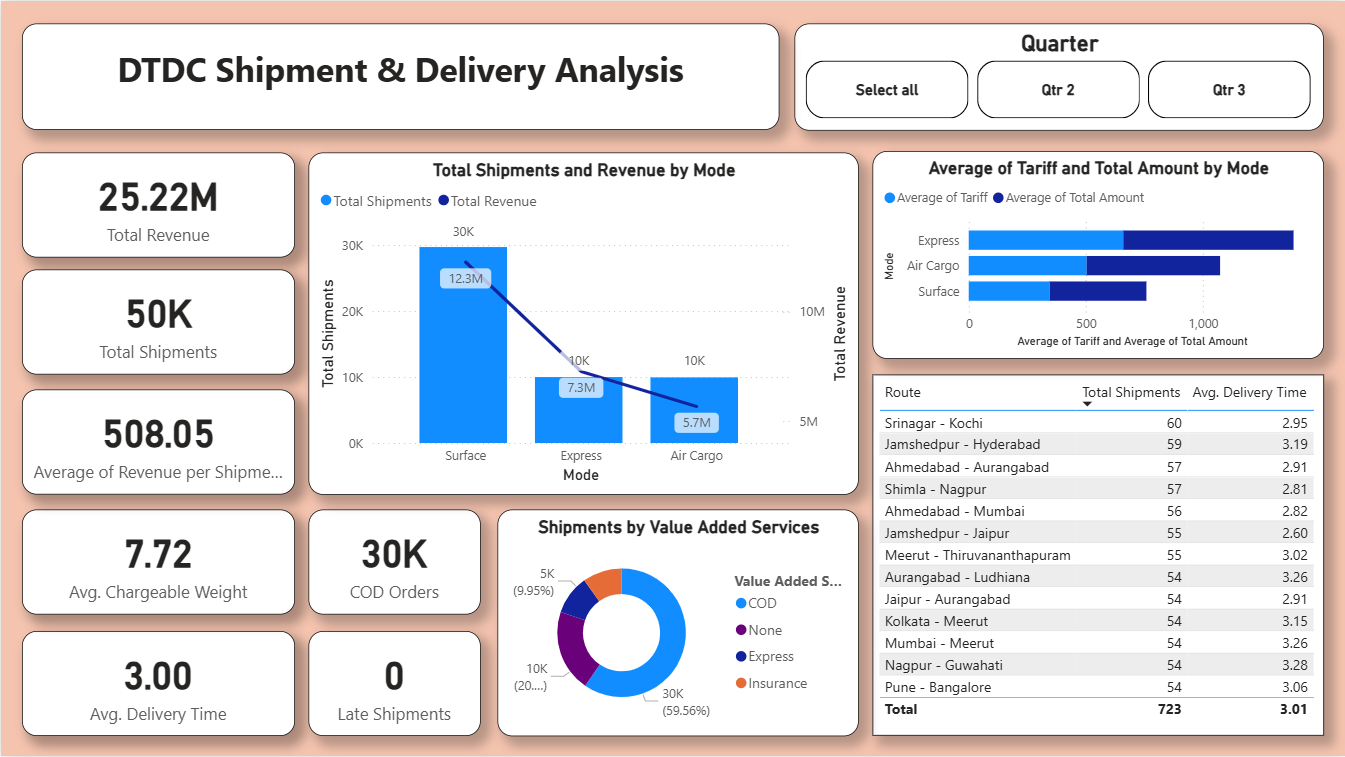 DTDC Shipment & Delivery Analysis
Quarter
Select all
Qtr 2
Qtr 3
25.22M
Total Revenue
50K
Total Shipments
508.05
Average of Revenue per Shipme...
7.72
Avg. Chargeable Weight
3.00
Avg. Delivery Time
30K
COD Orders
0
Late Shipments
Total Shipments and Revenue by Mode
Total Shipments Total Revenue
30K
20K
10K
0K
Total Shipments
30K
12.3M
10K
7.3M
10K
5.7M
10M
5M
Total Revenue
Surface Express Air Cargo
Mode
Shipments by Value Added Services
5K
(9.95%)
10K
(20....)
30K
(59.56%)
Value Added S...
COD
None
Express
Insurance
Average of Tariff and Total Amount by Mode
Average of Tariff Average of Total Amount
Mode
Express
Air Cargo
Surface
0 500 1,000
Average of Tariff and Average of Total Amount
Route Total Shipments Avg. Delivery Time
Srinagar - Kochi 60 2.95
Jamshedpur - Hyderabad 59 3.19
Ahmedabad - Aurangabad 57 2.91
Shimla - Nagpur 57 2.81
Ahmedabad - Mumbai 56 2.82
Jamshedpur - Jaipur 55 2.60
Meerut - Thiruvananthapuram 55 3.02
Aurangabad - Ludhiana 54 3.26
Jaipur - Aurangabad 54 2.91
Kolkata - Meerut 54 3.15
Mumbai - Meerut 54 3.26
Nagpur - Guwahati 54 3.28
Pune - Bangalore 54 3.06
Total 723 3.01